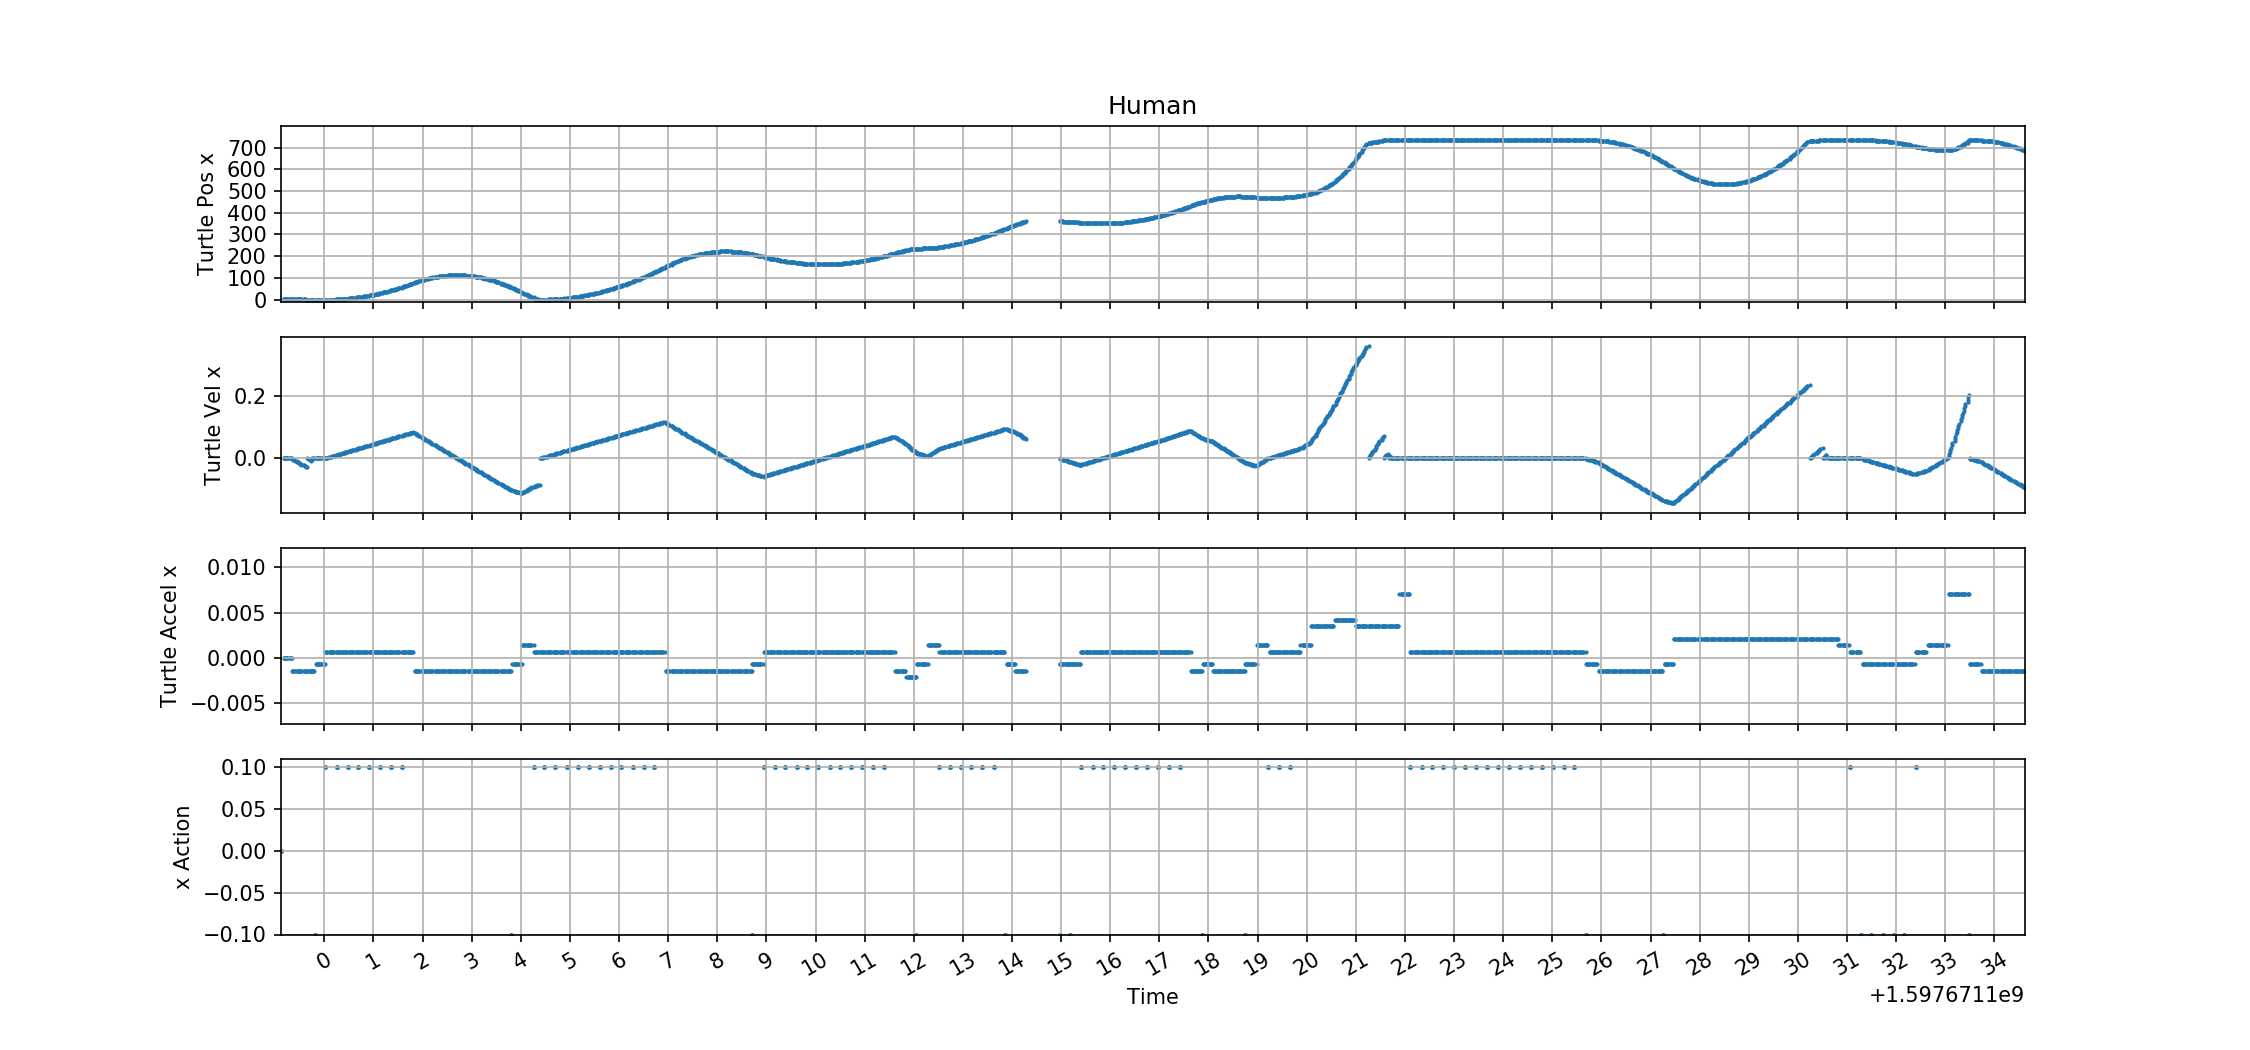 Human
Turtle Pos x
700
600
500
400
300
200
100
0
Turtle Vel x
0.2
0.0
Turtle Accel x
0.010
0.005
0.000
−0.005
x Action
0.10
0.05
0.00
−0.05
−0.10
0 1 2 3 4 5 6 7 8 9 10 11 12 13 14 15 16 17 18 19 20 21 22 23 24 25 26 27 28 29 30 31 32 33 34
Time
+1.5976711e9